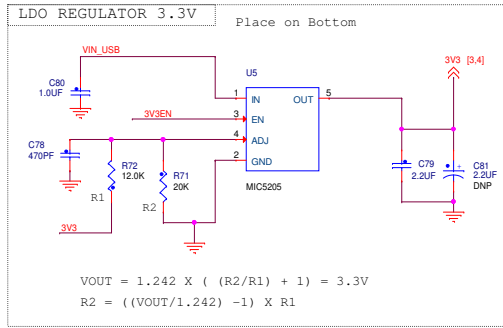 LDO REGULATOR 3.3V
Place on Bottom
VIN_USB
3V3 [3,4]
U5
C80
1.0UF
1 IN OUT 5
3V3EN
3 EN
4 ADJ
2 GND
MIC5205
C78
470PF
R72
12.0K
R1
R71
20K
R2
C79
2.2UF
C81
2.2UF
DNP
+
3V3
VOUT = 1.242 X ( (R2/R1) + 1) = 3.3V
R2 = ((VOUT/1.242) -1) X R1